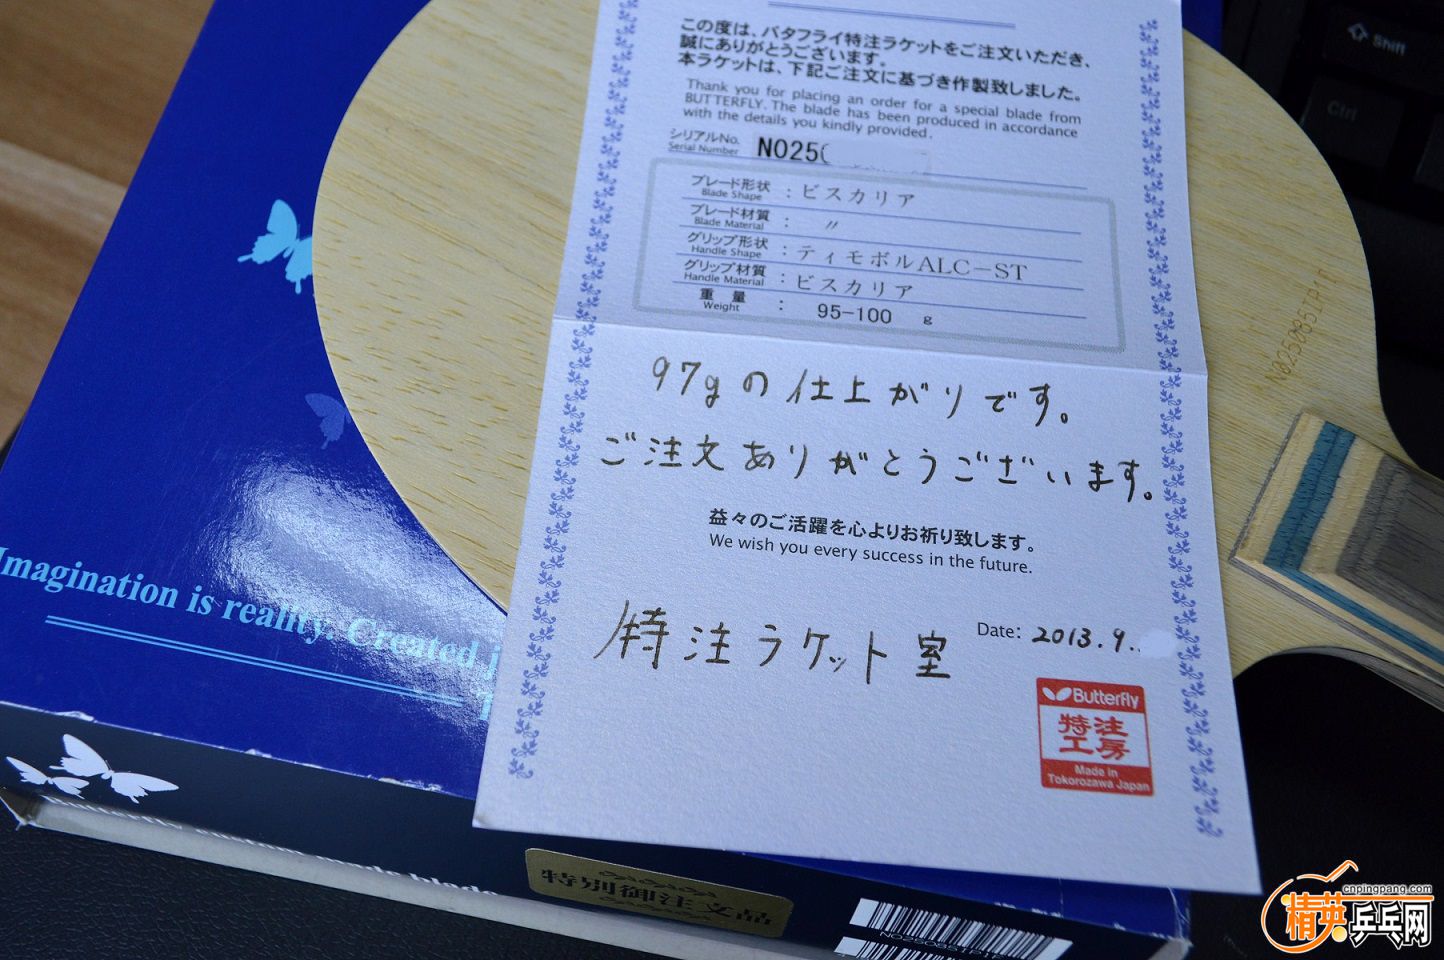 この度は、バタフライ特注ラケットをご注文いただき、
誠にありがとうございます。
本ラケットは、下記ご注文に基づき作製致しました。
Thank you for placing an order for a special blade from
BUTTERFLY. The blade has been produced in accordance
with the details you kindly provided.
シリアルNo.
Serial Number
NO25(
ブレード形状
Blade Shape
: ビスカリア
ブレード材質
Blade Material
: 〃
グリップ形状
Handle Shape
: ティモボルALC-ST
グリップ材質
Handle Material
: ビスカリア
重量
Weight
: 95-100 g
97gの仕上がりです。
ご注文ありがとうございます。
益々のご活躍を心よりお祈り致します。
We wish you every success in the future.
Date: 2013.9.
特注ラケット室
Butterfly
特注
工房
Made in
Tokorozawa Japan
Imagination is reality. Created
特別御注文品
Shift
Ctrl
cnpingpang.com
精英乒乓网